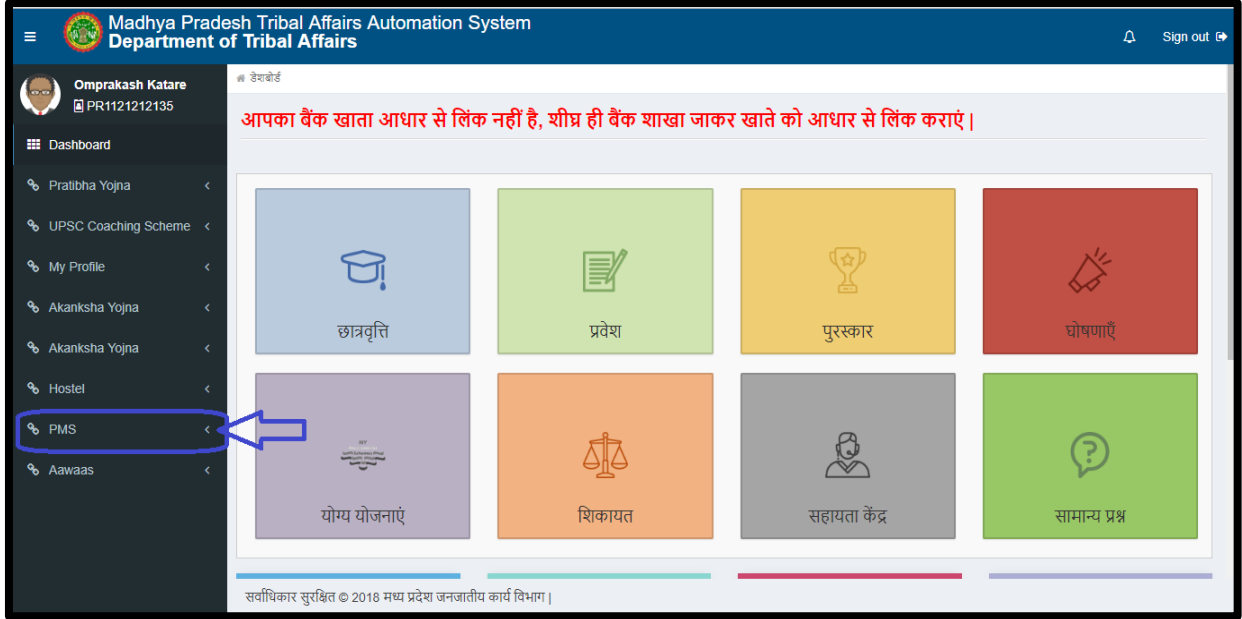 Madhya Pradesh Tribal Affairs Automation System
Department of Tribal Affairs
Sign out
Omprakash Katare
PR1121212135
Dashboard
Pratibha Yojna
UPSC Coaching Scheme
My Profile
Akanksha Yojna
Akanksha Yojna
Hostel
PMS
Aawaas
डेशबोर्ड
आपका बैंक खाता आधार से लिंक नहीं है, शीघ्र ही बैंक शाखा जाकर खाते को आधार से लिंक कराएं |
छात्रवृत्ति
प्रवेश
पुरस्कार
घोषणाएँ
योग्य योजनाएं
शिकायत
सहायता केंद्र
सामान्य प्रश्न
सर्वाधिकार सुरक्षित © 2018 मध्य प्रदेश जनजातीय कार्य विभाग |